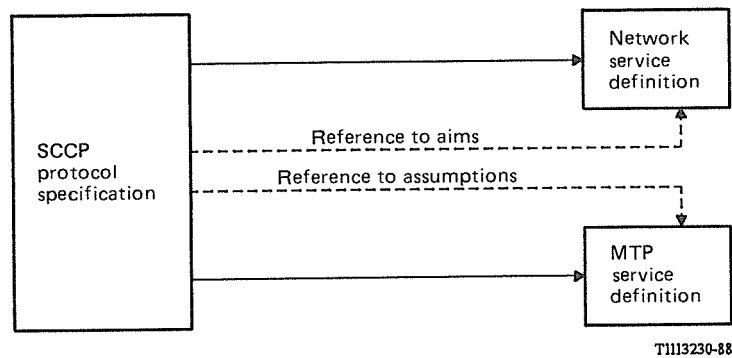 Network
service
definition
Reference to aims
SCCP
protocol
specification
Reference to assumptions
MTP
service
definition
T1113230-88